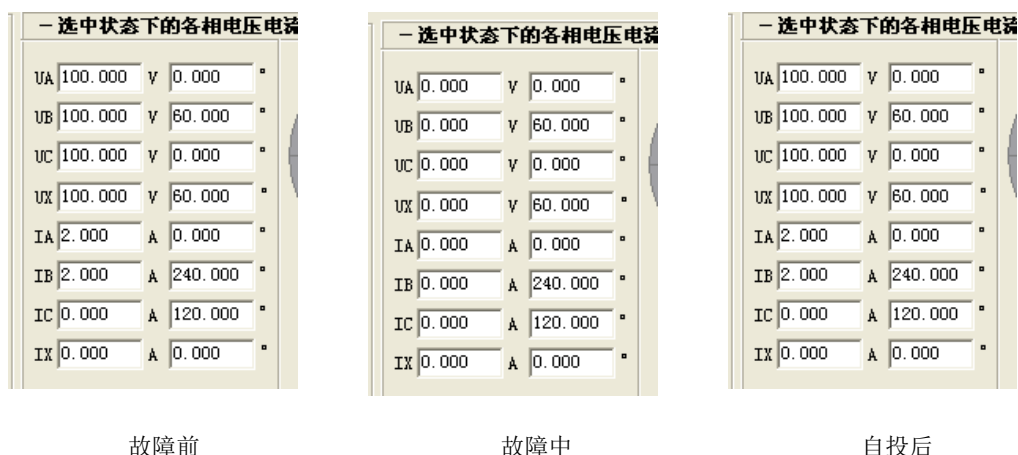 －选中状态下的各相电压电流
UA 100.000 V 0.000 °
UB 100.000 V 60.000 °
UC 100.000 V 0.000 °
UX 100.000 V 60.000 °
IA 2.000 A 0.000 °
IB 2.000 A 240.000 °
IC 0.000 A 120.000 °
IX 0.000 A 0.000 °
故障前
－选中状态下的各相电压电流
UA 0.000 V 0.000 °
UB 0.000 V 60.000 °
UC 0.000 V 0.000 °
UX 0.000 V 60.000 °
IA 0.000 A 0.000 °
IB 0.000 A 240.000 °
IC 0.000 A 120.000 °
IX 0.000 A 0.000 °
故障中
－选中状态下的各相电压电流
UA 100.000 V 0.000 °
UB 100.000 V 60.000 °
UC 100.000 V 0.000 °
UX 100.000 V 60.000 °
IA 2.000 A 0.000 °
IB 2.000 A 240.000 °
IC 0.000 A 120.000 °
IX 0.000 A 0.000 °
自投后